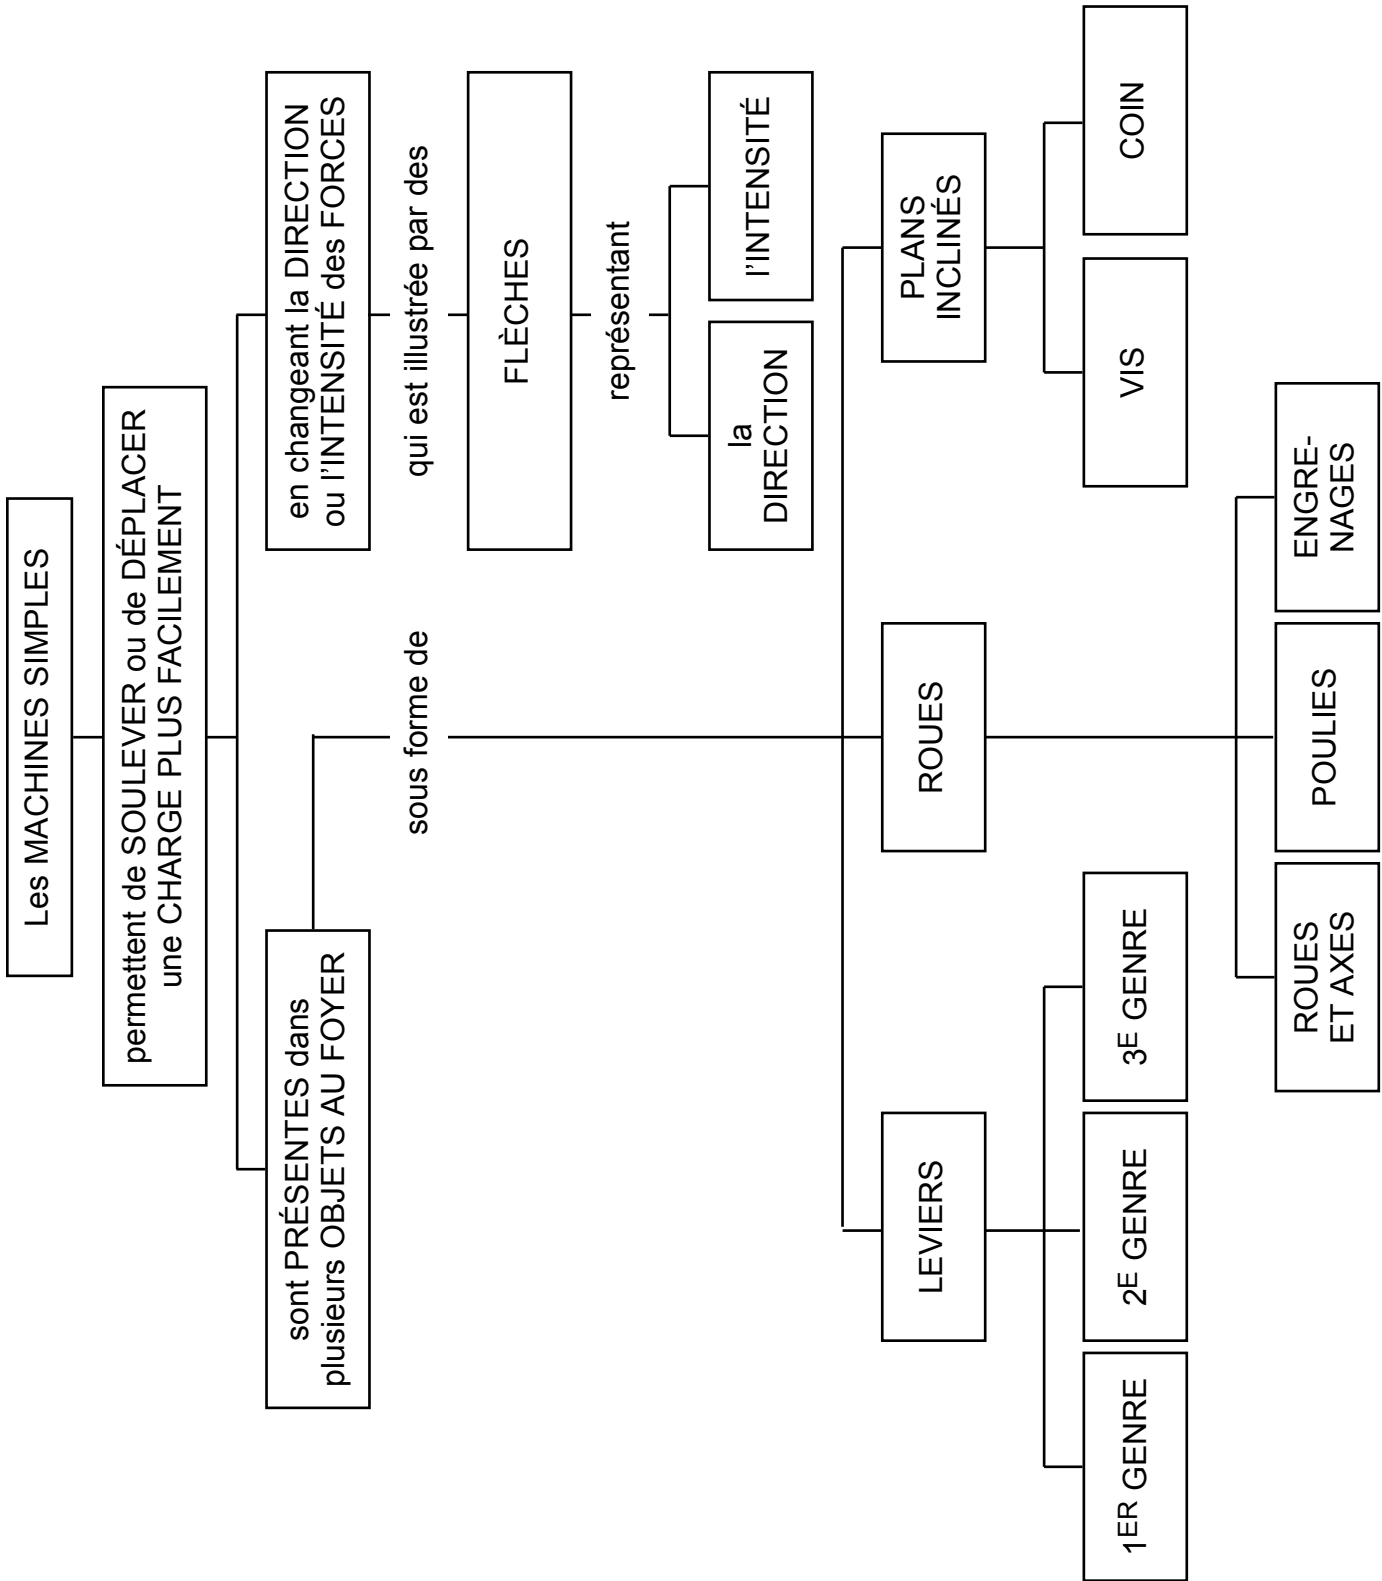 Les MACHINES SIMPLES
permettent de SOULEVER ou de DÉPLACER
une CHARGE PLUS FACILEMENT
sont PRÉSENTES dans
plusieurs OBJETS AU FOYER
en changeant la DIRECTION
ou l'INTENSITÉ des FORCES
sous forme de
qui est illustrée par des
FLÈCHES
représentant
la
DIRECTION
l'INTENSITÉ
LEVIERS
ROUES
PLANS
INCLINÉS
1ER GENRE
2E GENRE
3E GENRE
VIS
COIN
ROUES
ET AXES
POULIES
ENGRE-
NAGES